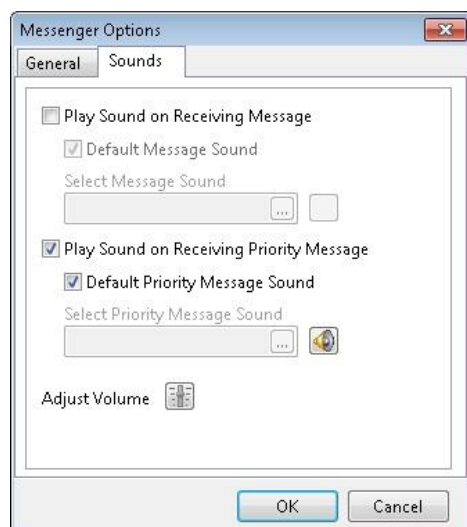 Messenger Options
General
Sounds
Play Sound on Receiving Message
Default Message Sound
Select Message Sound
...
Play Sound on Receiving Priority Message
Default Priority Message Sound
Select Priority Message Sound
...
Adjust Volume
OK
Cancel